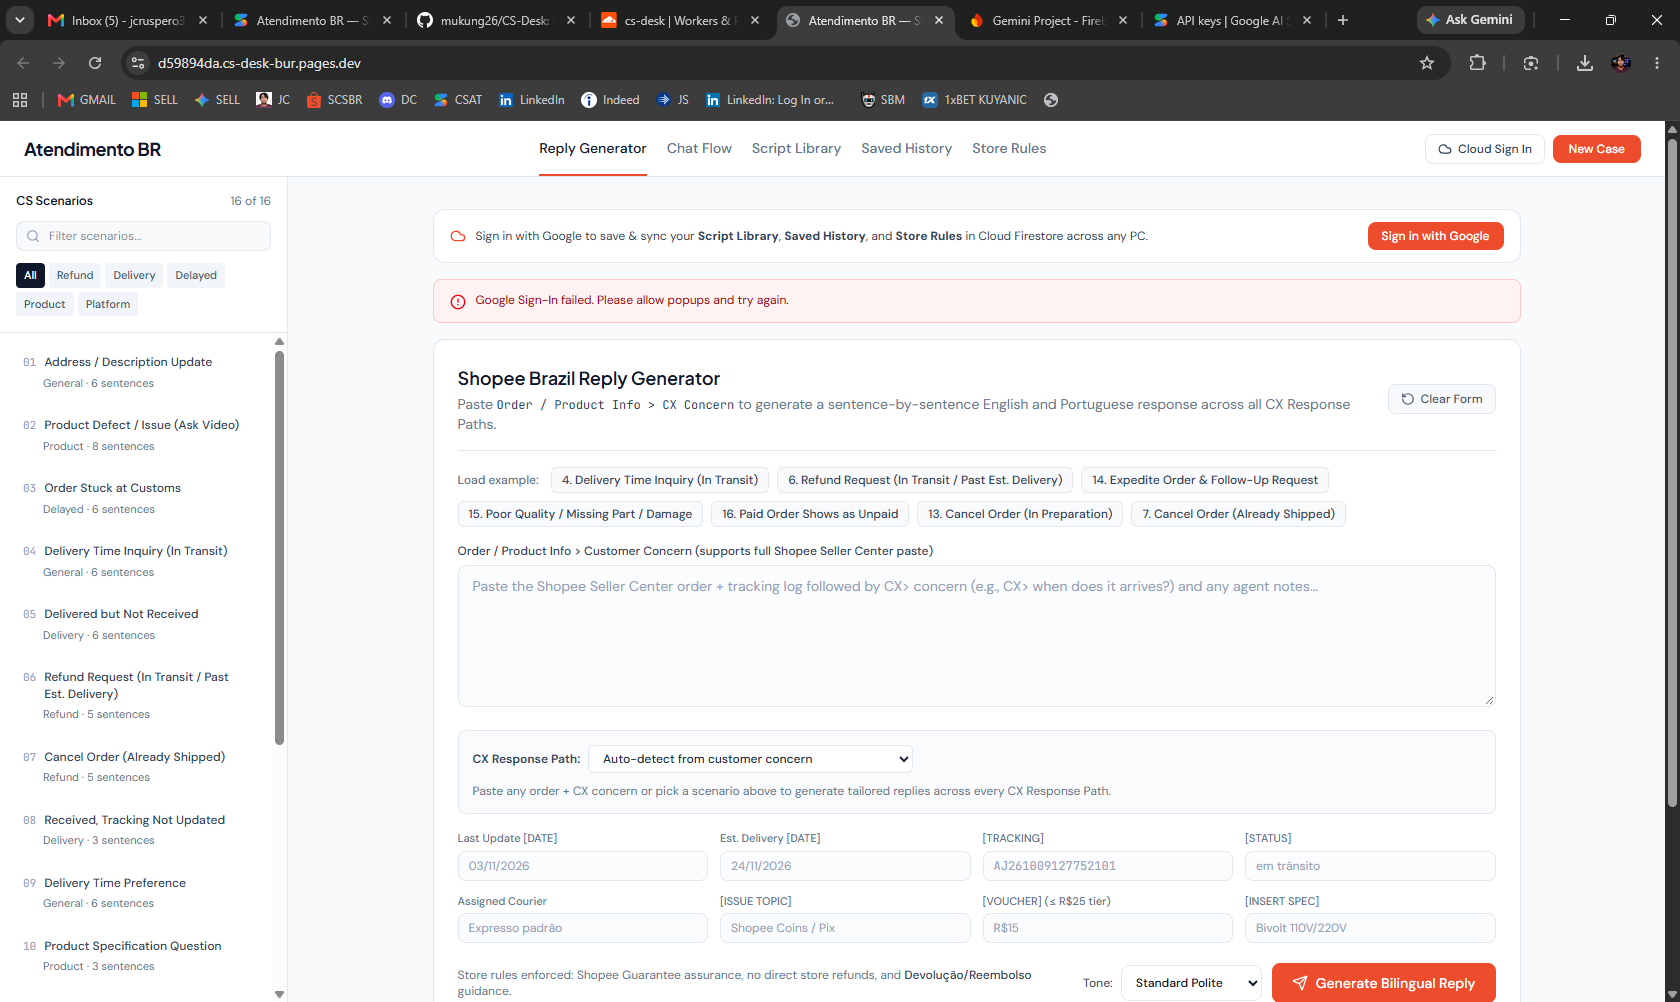 Inbox (5) - jcruspero3
Atendimento BR — S
mukung26/CS-Desk:
cs-desk | Workers & P
Atendimento BR — S
Gemini Project - Fireb
API keys | Google AI S
Ask Gemini
d59894da.cs-desk-bur.pages.dev
GMAIL
SELL
SELL
JC
SCSBR
DC
CSAT
LinkedIn
Indeed
JS
LinkedIn: Log In or...
SBM
1xBET KUYANIC
Atendimento BR
Reply Generator
Chat Flow
Script Library
Saved History
Store Rules
Cloud Sign In
New Case
CS Scenarios
16 of 16
Filter scenarios...
All
Refund
Delivery
Delayed
Product
Platform
01 Address / Description Update
General · 6 sentences
02 Product Defect / Issue (Ask Video)
Product · 8 sentences
03 Order Stuck at Customs
Delayed · 6 sentences
04 Delivery Time Inquiry (In Transit)
General · 6 sentences
05 Delivered but Not Received
Delivery · 6 sentences
06 Refund Request (In Transit / Past
Est. Delivery)
Refund · 5 sentences
07 Cancel Order (Already Shipped)
Refund · 5 sentences
08 Received, Tracking Not Updated
Delivery · 3 sentences
09 Delivery Time Preference
General · 6 sentences
10 Product Specification Question
Product · 3 sentences
Sign in with Google to save & sync your Script Library, Saved History, and Store Rules in Cloud Firestore across any PC.
Sign in with Google
Google Sign-In failed. Please allow popups and try again.
Shopee Brazil Reply Generator
Paste Order / Product Info > CX Concern to generate a sentence-by-sentence English and Portuguese response across all CX Response
Paths.
Clear Form
Load example:
4. Delivery Time Inquiry (In Transit)
6. Refund Request (In Transit / Past Est. Delivery)
14. Expedite Order & Follow-Up Request
15. Poor Quality / Missing Part / Damage
16. Paid Order Shows as Unpaid
13. Cancel Order (In Preparation)
7. Cancel Order (Already Shipped)
Order / Product Info > Customer Concern (supports full Shopee Seller Center paste)
Paste the Shopee Seller Center order + tracking log followed by CX> concern (e.g., CX> when does it arrives?) and any agent notes...
CX Response Path:
Auto-detect from customer concern
Paste any order + CX concern or pick a scenario above to generate tailored replies across every CX Response Path.
Last Update [DATE]
Est. Delivery [DATE]
[TRACKING]
[STATUS]
03/11/2026
24/11/2026
AJ261009127752101
em trânsito
Assigned Courier
[ISSUE TOPIC]
[VOUCHER] (≤ R$25 tier)
[INSERT SPEC]
Expresso padrão
Shopee Coins / Pix
R$15
Bivolt 110V/220V
Store rules enforced: Shopee Guarantee assurance, no direct store refunds, and Devolução/Reembolso
guidance.
Tone:
Standard Polite
Generate Bilingual Reply